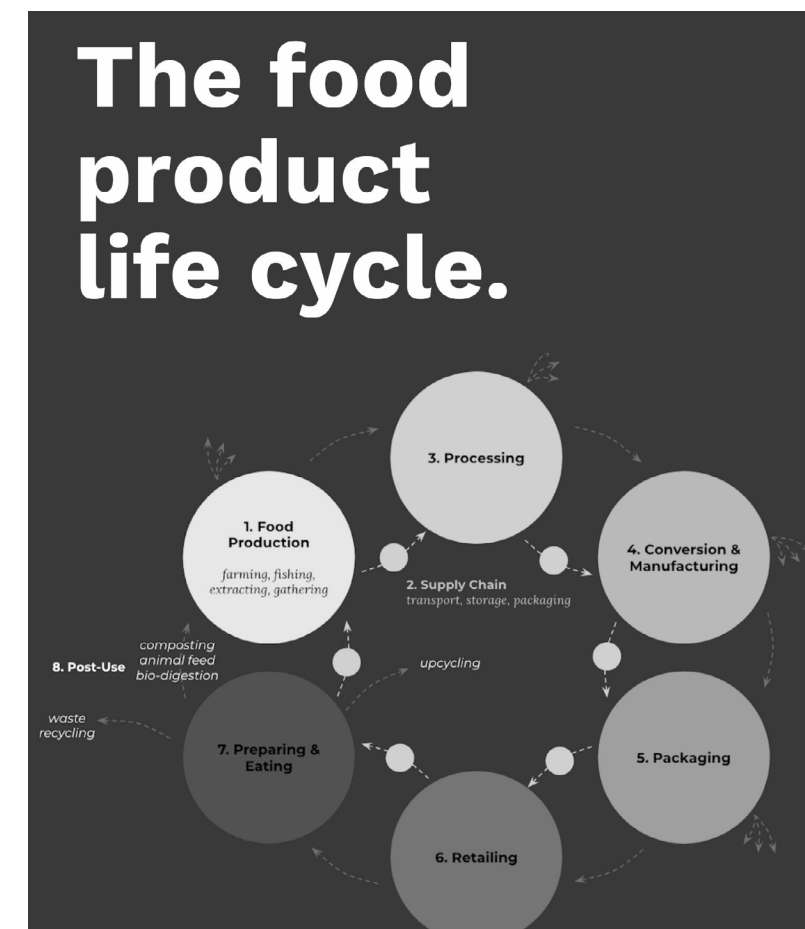 The food
product
life cycle.
3. Processing
1. Food
Production
farming, fishing,
extracting, gathering
4. Conversion &
Manufacturing
2. Supply Chain
transport, storage, packaging
composting
animal feed
bio-digestion
8. Post-Use
upcycling
waste
recycling
7. Preparing &
Eating
5. Packaging
6. Retailing